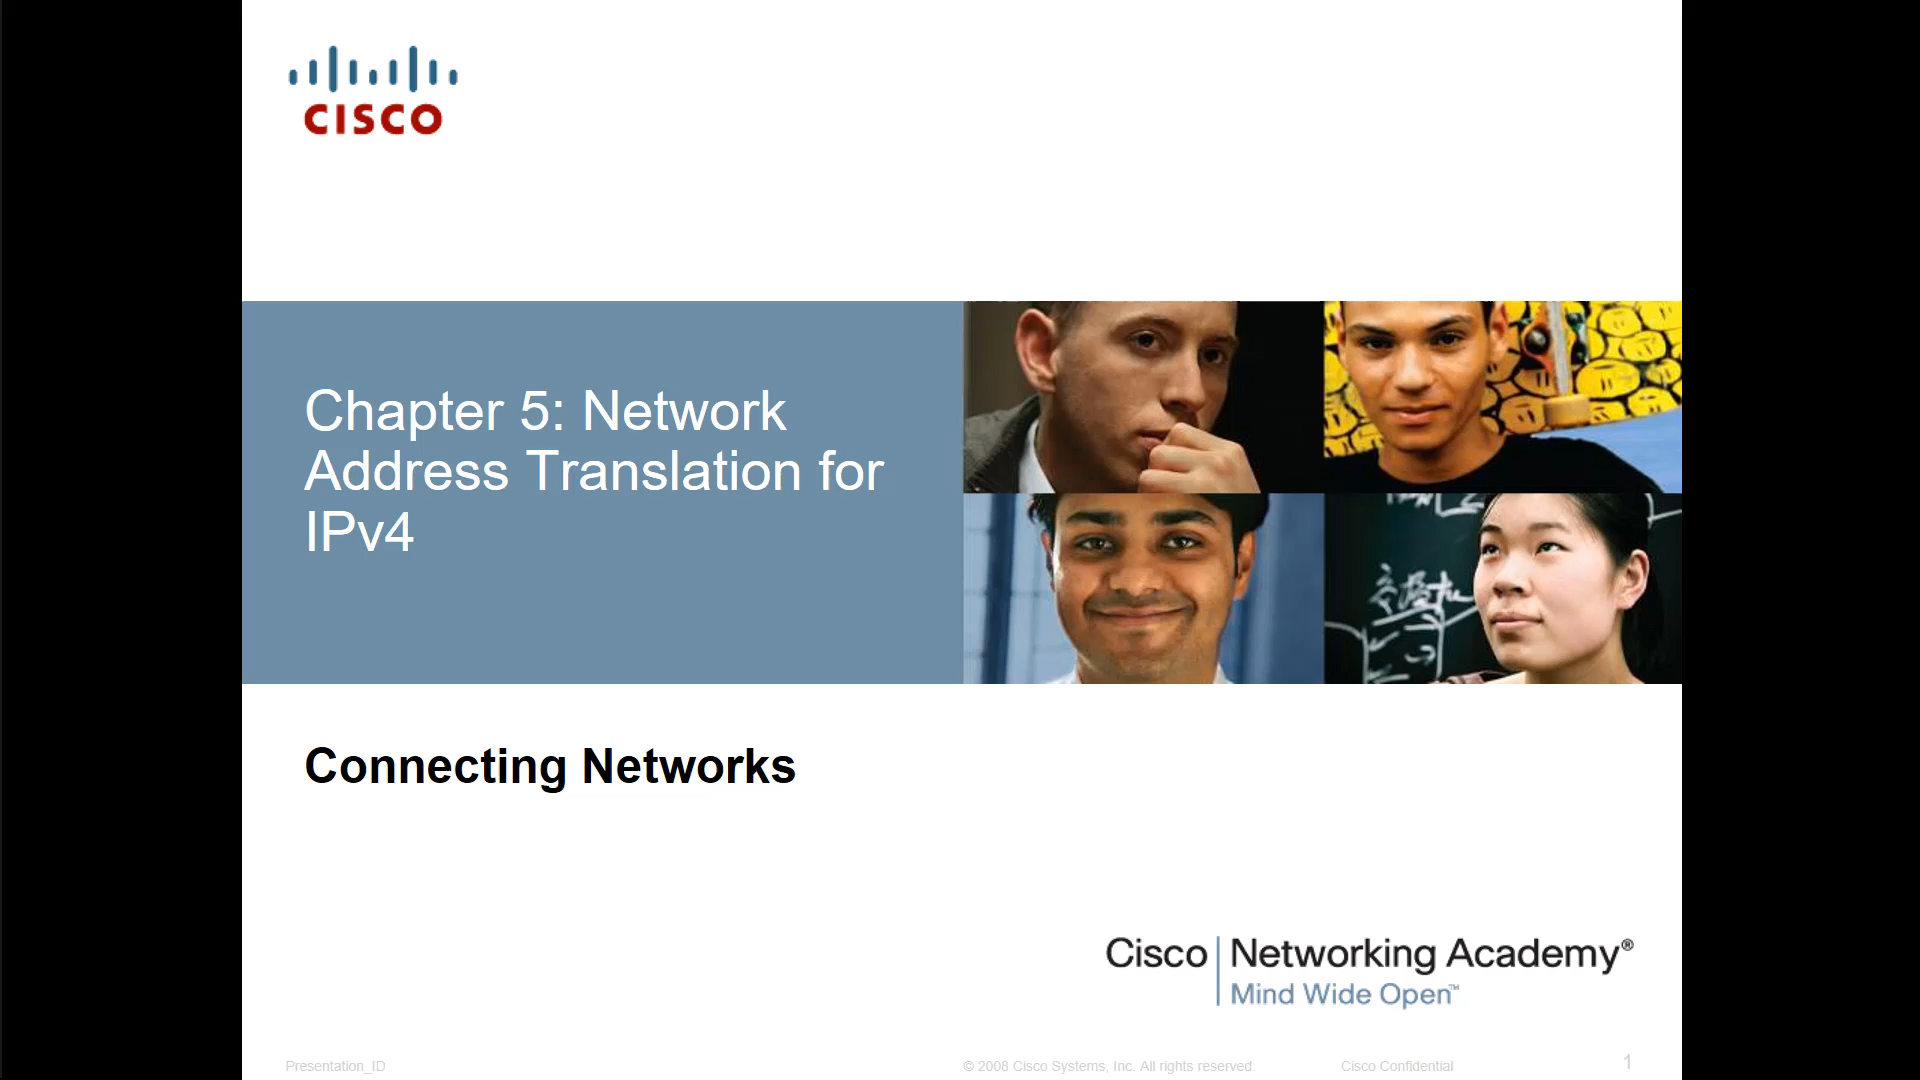 CISCO
Chapter 5: Network
Address Translation for
IPv4
Connecting Networks
Cisco | Networking Academy®
Mind Wide Open™
Presentation_ID
© 2008 Cisco Systems, Inc. All rights reserved.
Cisco Confidential
1